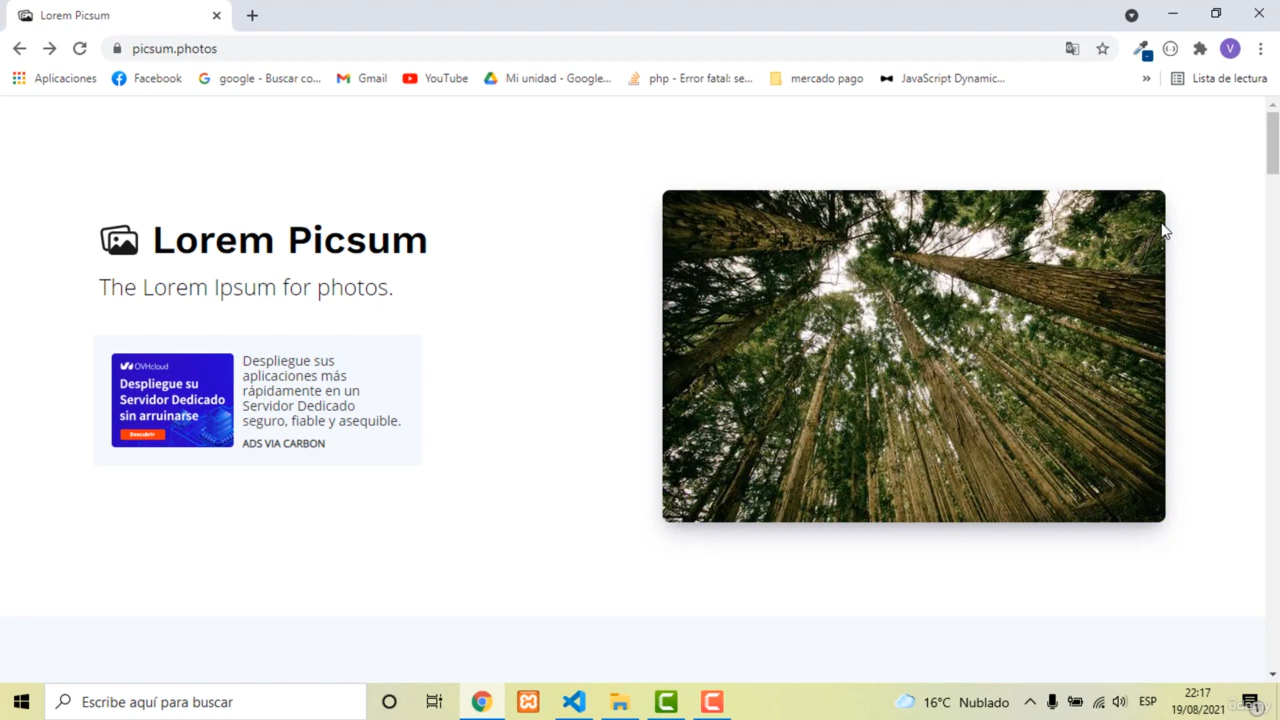 Lorem Picsum
picsum.photos
Aplicaciones
Facebook
google - Buscar co...
Gmail
YouTube
Mi unidad - Google...
php - Error fatal: se...
mercado pago
JavaScript Dynamic...
»
Lista de lectura
V
Lorem Picsum
The Lorem Ipsum for photos.
OVHcloud
Despliegue su
Servidor Dedicado
sin arruinarse
Descubrir
Despliegue sus
aplicaciones más
rápidamente en un
Servidor Dedicado
seguro, fiable y asequible.
ADS VIA CARBON
Escribe aquí para buscar
16°C Nublado
ESP
22:17
19/08/2021